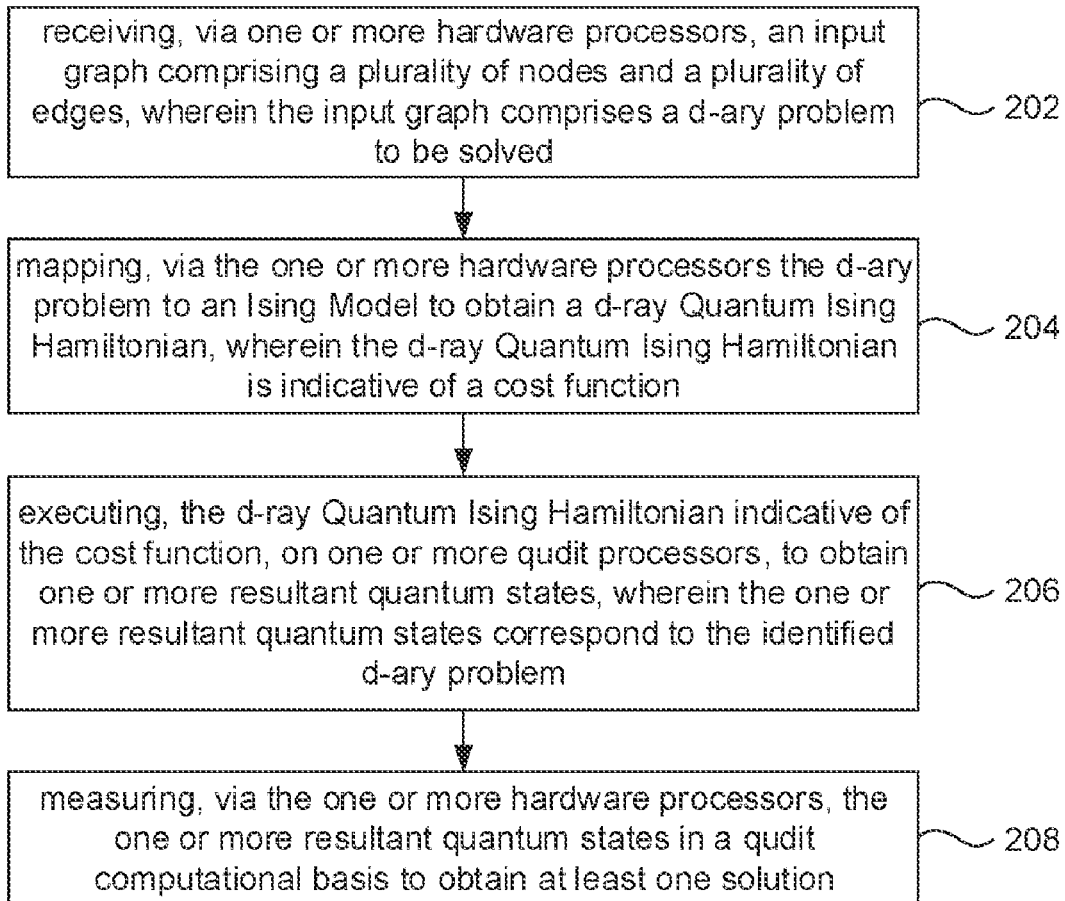 receiving, via one or more hardware processors, an input
graph comprising a plurality of nodes and a plurality of
edges, wherein the input graph comprises a d-ary problem
to be solved
202
mapping, via the one or more hardware processors the d-ary
problem to an Ising Model to obtain a d-ray Quantum Ising
Hamiltonian, wherein the d-ray Quantum Ising Hamiltonian
is indicative of a cost function
204
executing, the d-ray Quantum Ising Hamiltonian indicative of
the cost function, on one or more qudit processors, to obtain
one or more resultant quantum states, wherein the one or
more resultant quantum states correspond to the identified
d-ary problem
206
measuring, via the one or more hardware processors, the
one or more resultant quantum states in a qudit
computational basis to obtain at least one solution
208